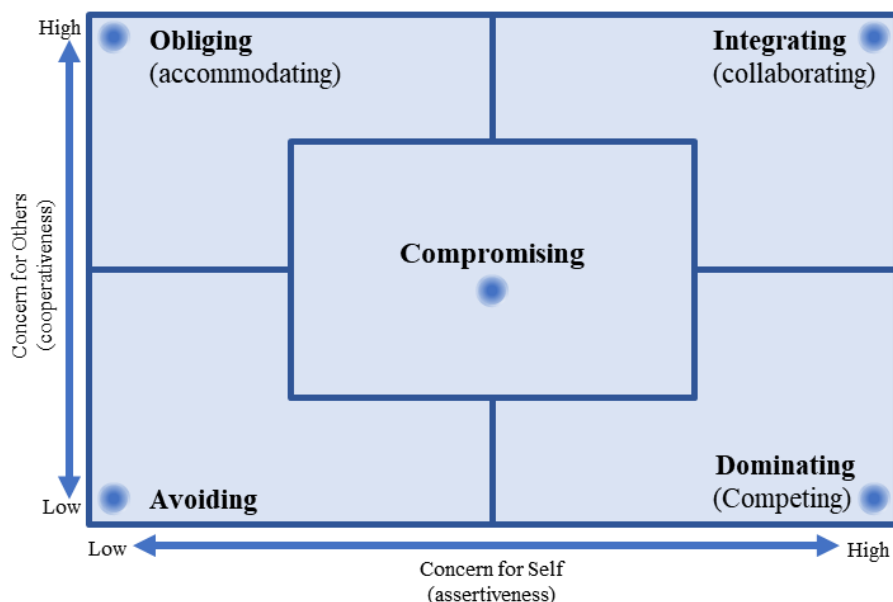 High
Obliging
(accommodating)
Integrating
(collaborating)
Concern for Others
(cooperativeness)
Compromising
Avoiding
Dominating
(Competing)
Low
Low
High
Concern for Self
(assertiveness)